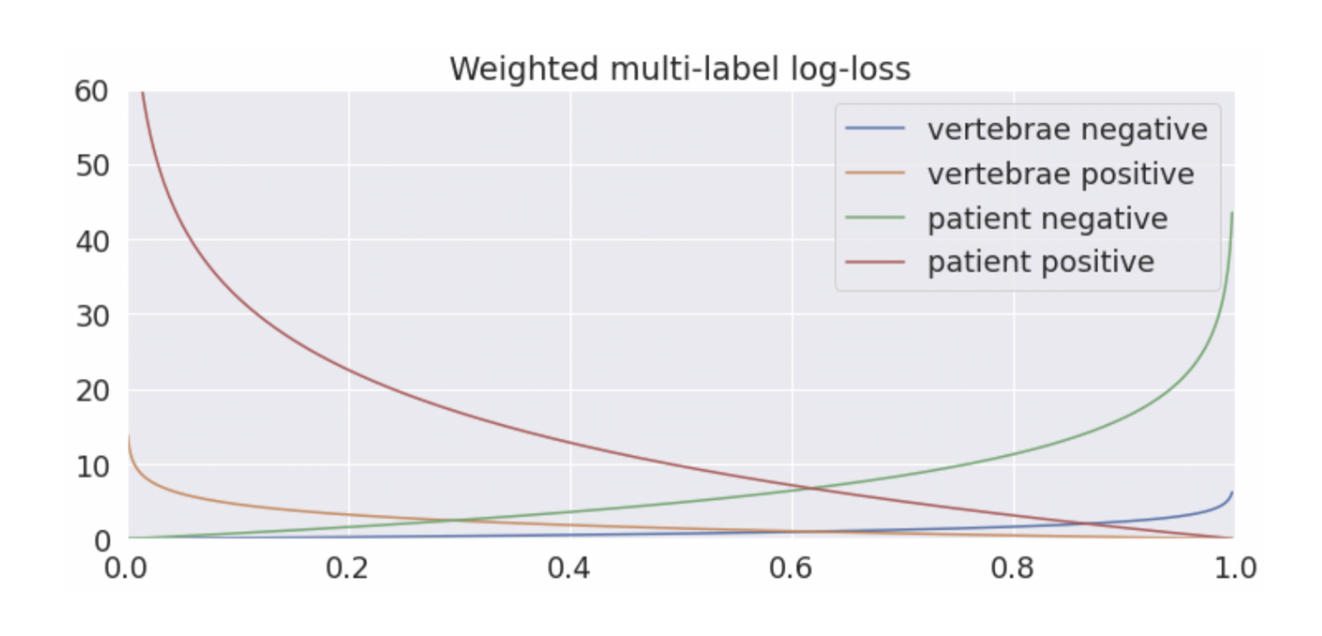 Weighted multi-label log-loss
60
50
40
30
20
10
0
vertebrae negative
vertebrae positive
patient negative
patient positive
0.0 0.2 0.4 0.6 0.8 1.0